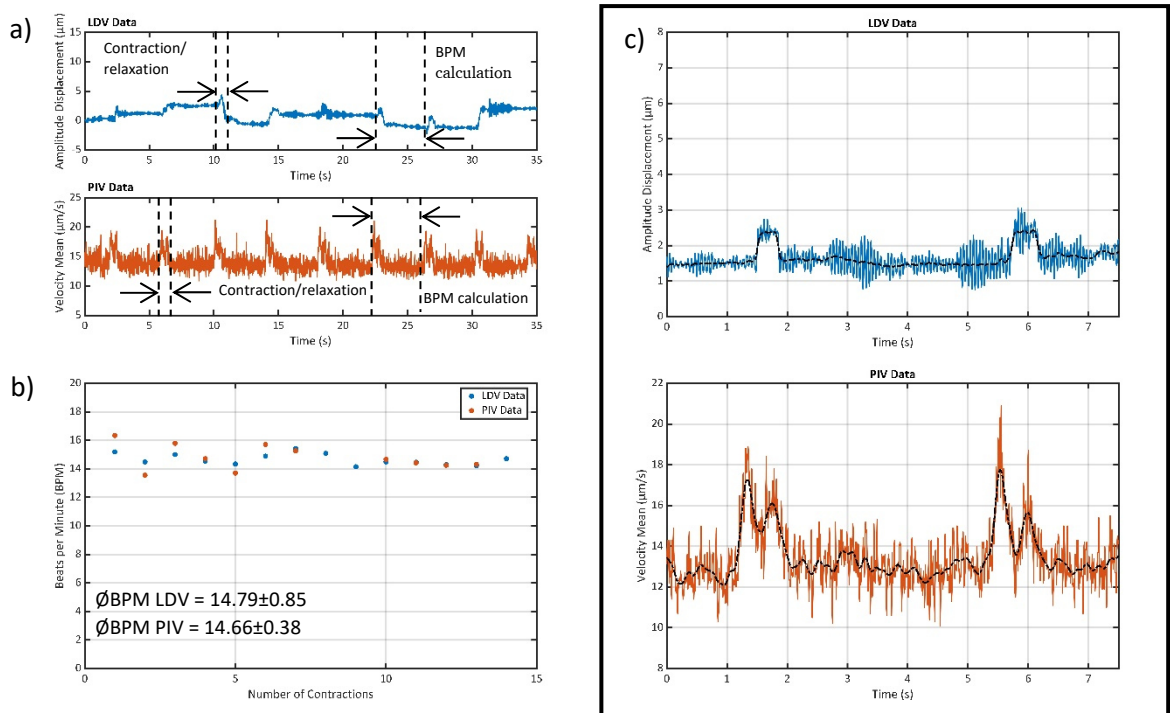 a)
LDV Data
Amplitude Displacement (µm)
15
10
5
0
-5
Contraction/
relaxation
BPM
calculation
0 5 10 15 20 25 30 35
Time (s)
PIV Data
Velocity Mean (µm/s)
25
20
15
10
5
Contraction/relaxation
BPM calculation
0 5 10 15 20 25 30 35
Time (s)
b)
Beats per Minute (BPM)
20
18
16
14
12
10
8
6
4
2
0
LDV Data
PIV Data
ØBPM LDV = 14.79±0.85
ØBPM PIV = 14.66±0.38
0 5 10 15
Number of Contractions
c)
LDV Data
Amplitude Displacement (µm)
8
7
6
5
4
3
2
1
0
0 1 2 3 4 5 6 7
Time (s)
PIV Data
Velocity Mean (µm/s)
22
20
18
16
14
12
10
8
0 1 2 3 4 5 6 7
Time (s)